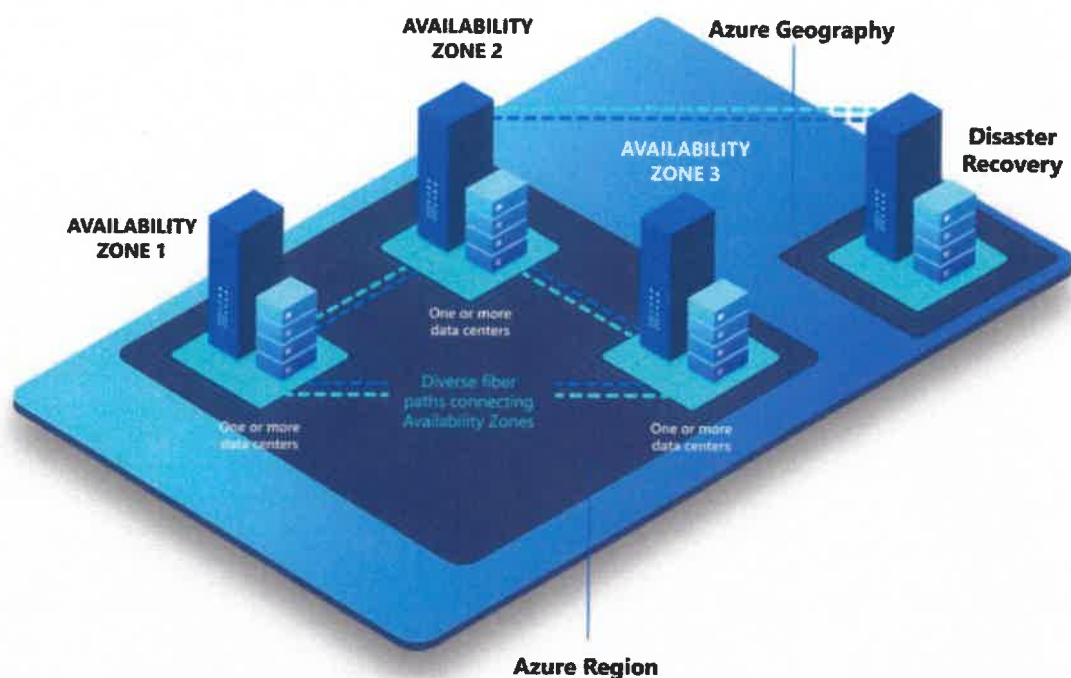 AVAILABILITY
ZONE 2
Azure Geography
AVAILABILITY
ZONE 3
Disaster
Recovery
AVAILABILITY
ZONE 1
One or more
data centers
Diverse fiber
paths connecting
Availability Zones
One or more
data centers
One or more
data centers
Azure Region